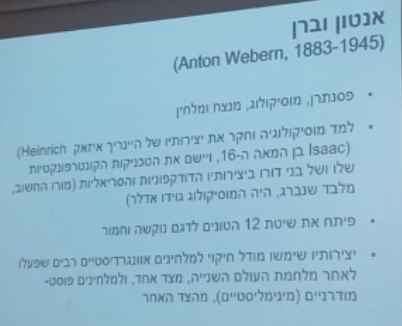 אנטון וברן
(Anton Webern, 1883-1945)
• פסנתרן, מוסיקולוג, מנצח ומלחין
• למד מוסיקולוגיה וחקר את יצירותיו של היינריך איזאק (Heinrich
Isaac) בן המאה ה-16, ויישם את הטכניקות הקונטרפונקטיות
שלו ושל בני דורו ביצירותיו הדודקפוניות והסריאליות (מורו החשוב,
מלבד שנברג, היה המוסיקולוג גוידו אדלר)
• פיתח את שיטת 12 הטונים לדגם נוקשה וחמור
• יצירותיו שימשו מודל חיקוי למלחינים אוונגרדיסטיים רבים שפעלו
לאחר מלחמת העולם השנייה, מצד אחד, ולמלחינים פוסט-
מודרניים (מינימליסטיים), מהצד האחר